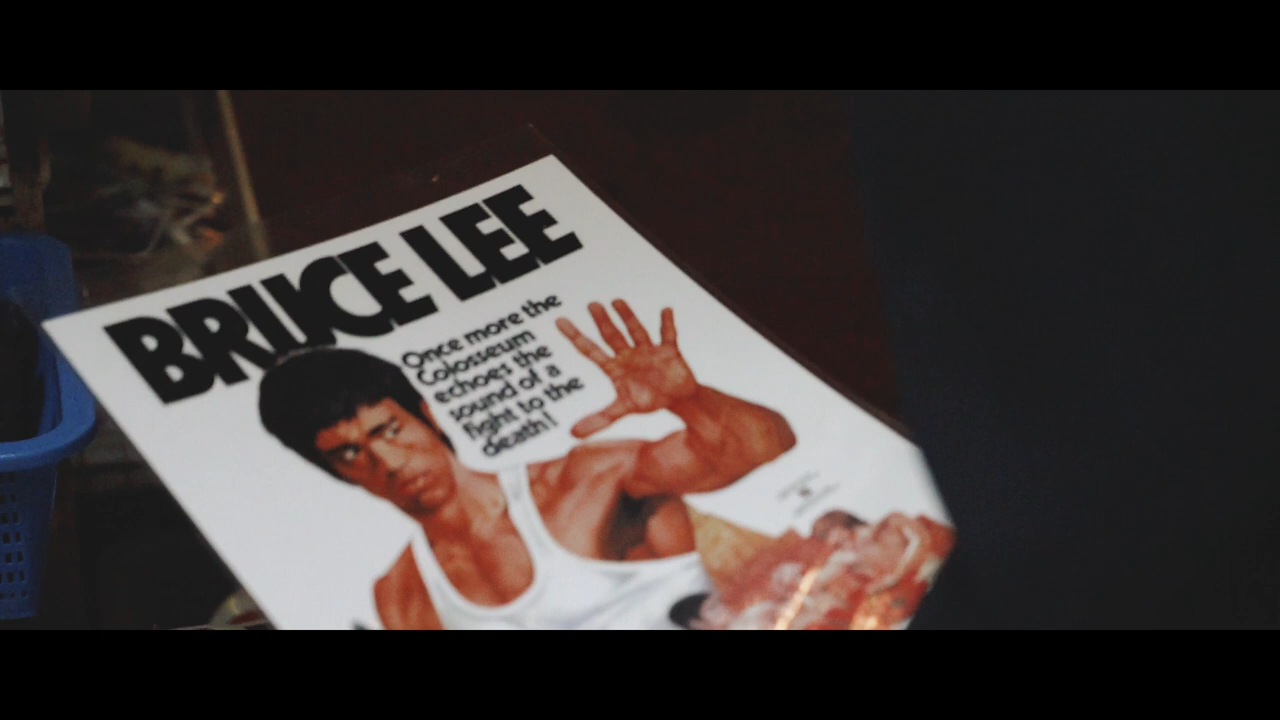 BRUCE LEE
Once more the
Colosseum
echoes the
sound of a
fight to the
death!